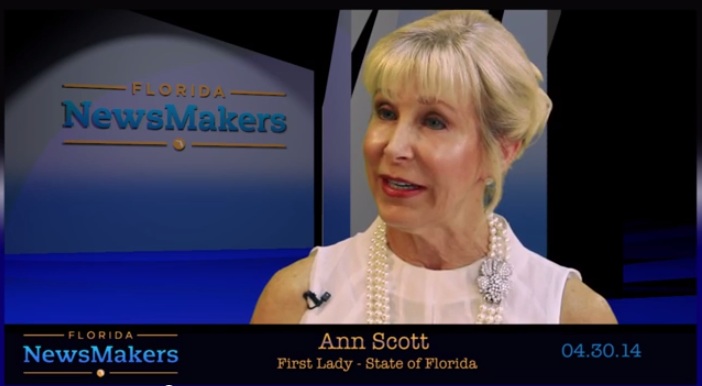 FLORIDA
NewsMakers
FLORIDA
NewsMakers
Ann Scott
First Lady - State of Florida
04.30.14